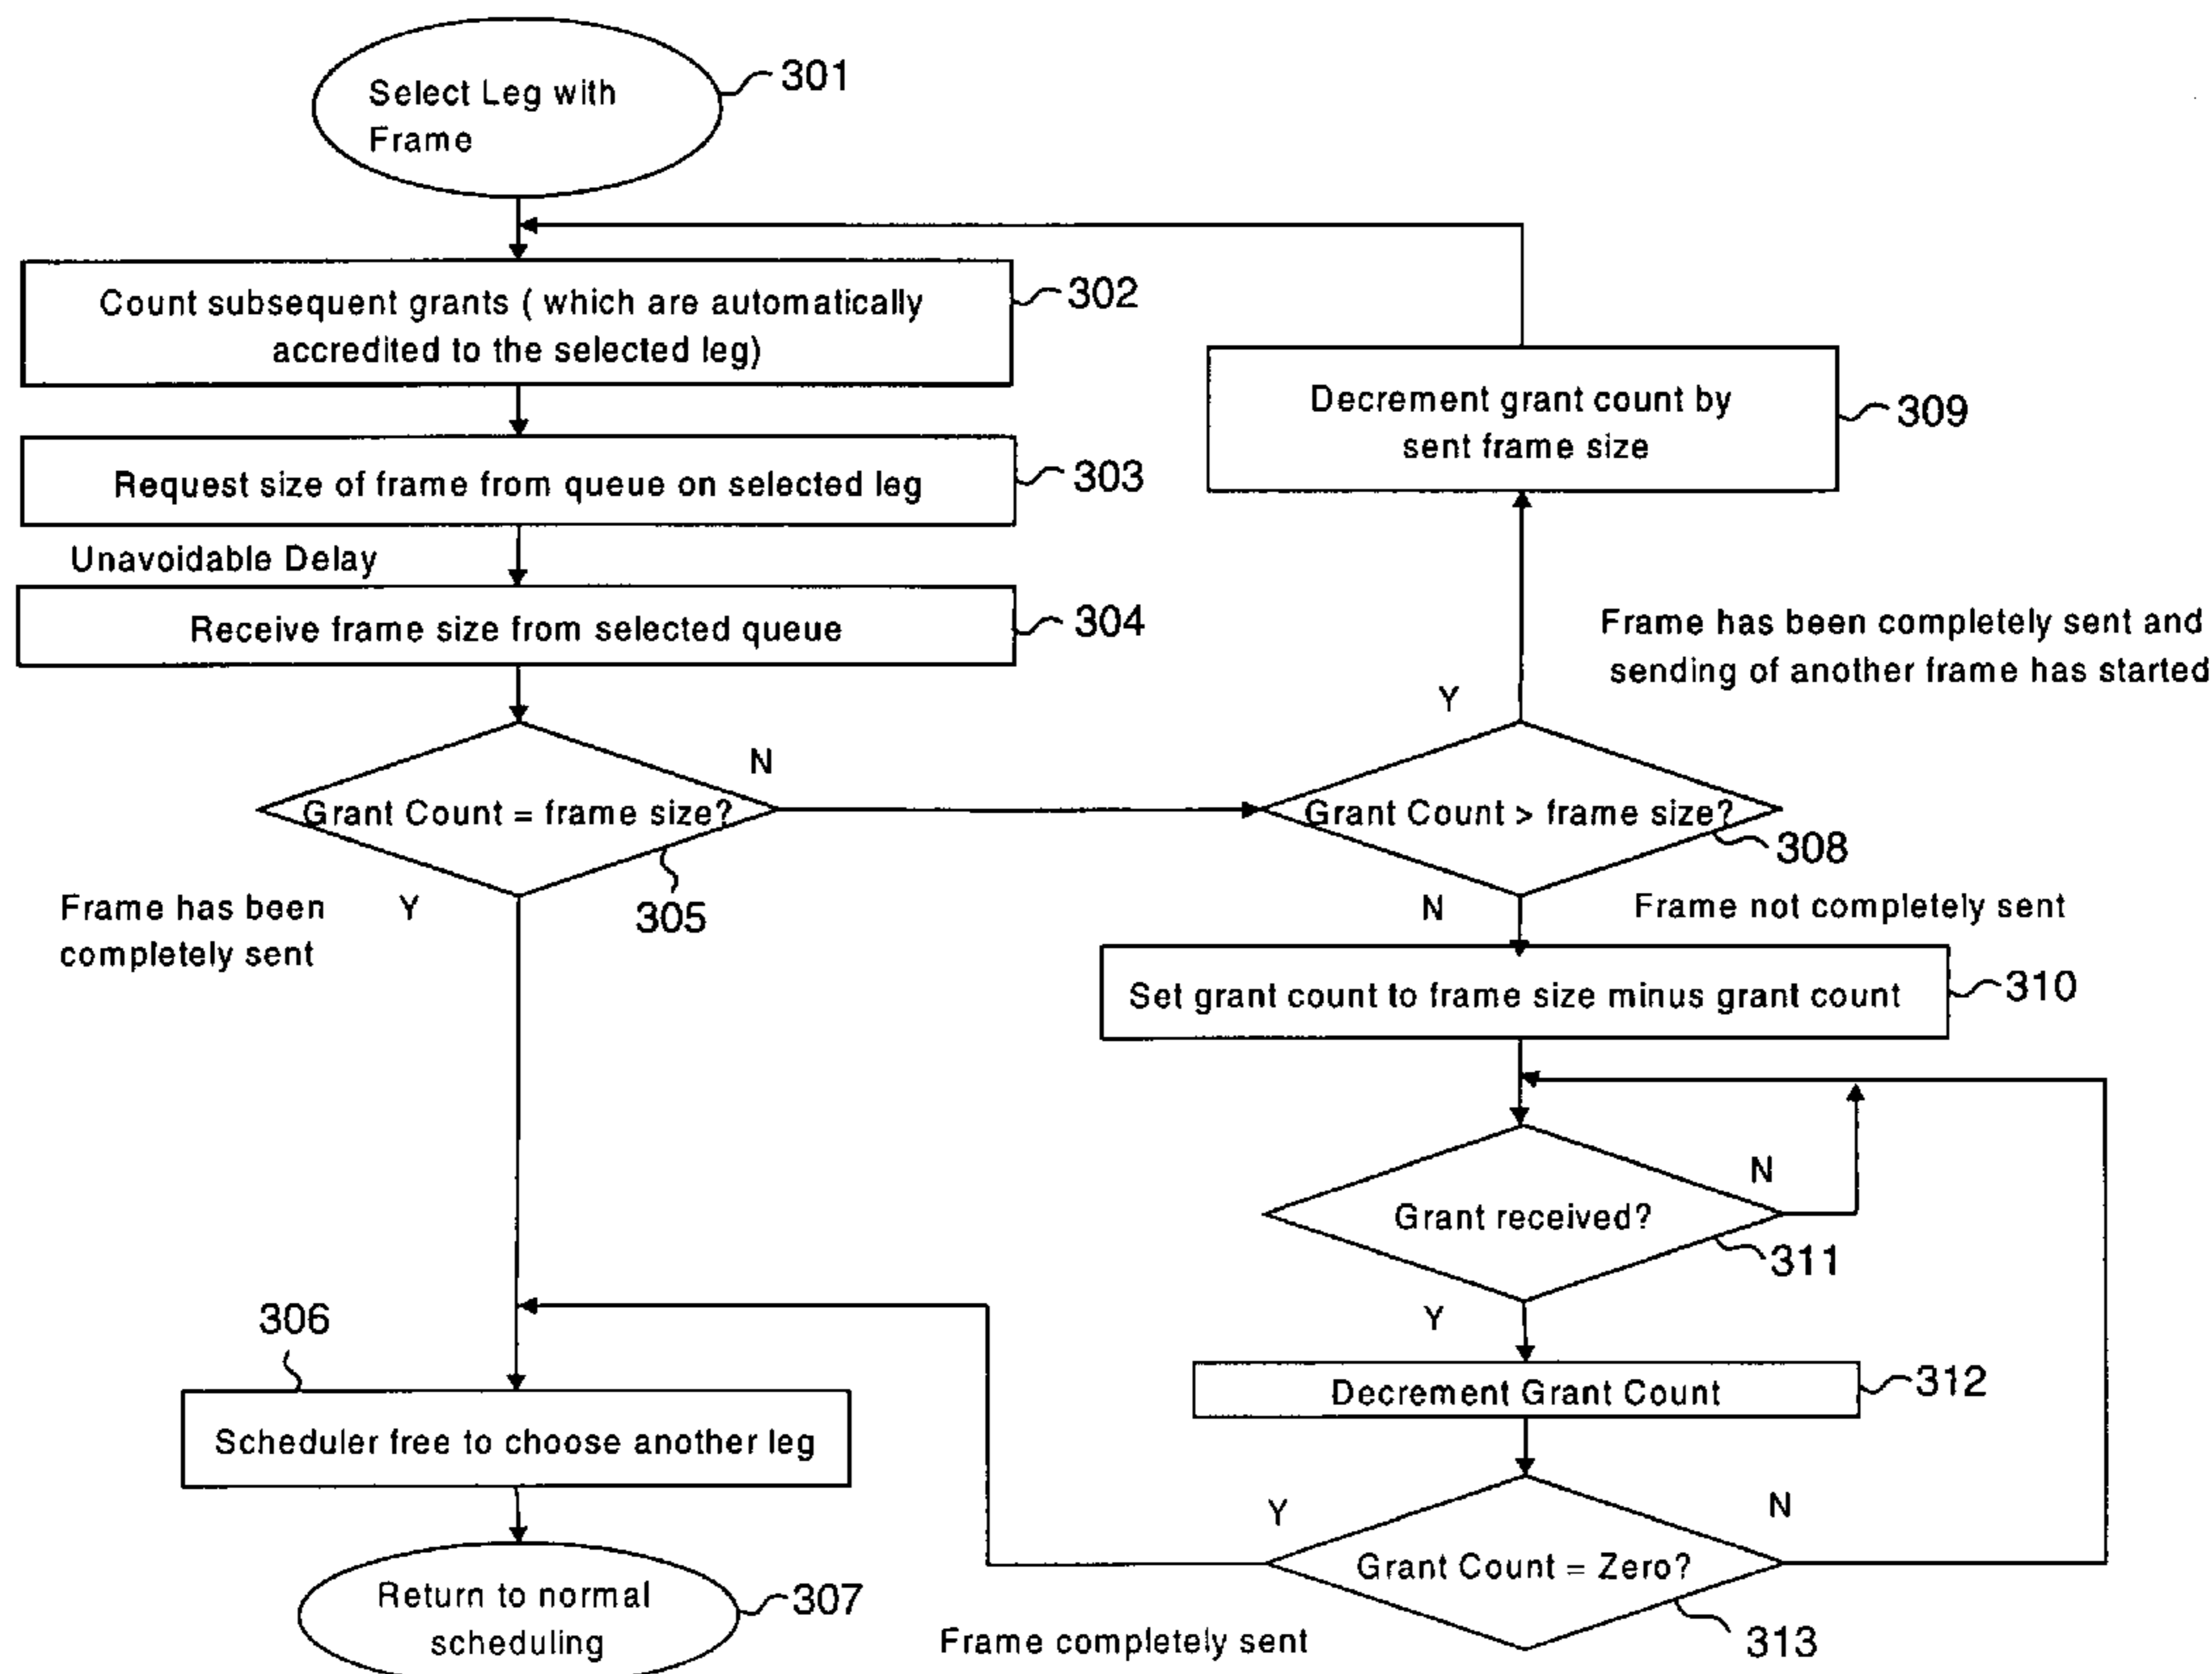 Select Leg with
Frame
301
Count subsequent grants ( which are automatically
accredited to the selected leg)
302
Request size of frame from queue on selected leg
303
Unavoidable Delay
Receive frame size from selected queue
304
Grant Count = frame size?
N
305
Y
Frame has been
completely sent
306
Scheduler free to choose another leg
Return to normal
scheduling
307
Decrement grant count by
sent frame size
309
Frame has been completely sent and
sending of another frame has started
Y
Grant Count > frame size?
308
N
Frame not completely sent
Set grant count to frame size minus grant count
310
Grant received?
N
311
Y
Decrement Grant Count
312
Y
N
Grant Count = Zero?
313
Frame completely sent